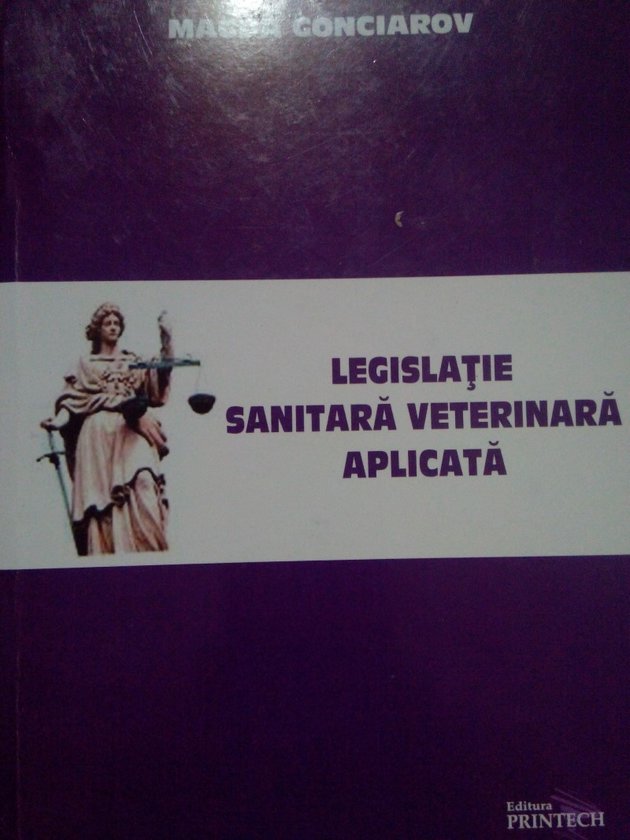 GONCIAROV
LEGISLAȚIE
SANITARĂ VETERINARĂ
APLICATĂ
Editura
PRINTECH